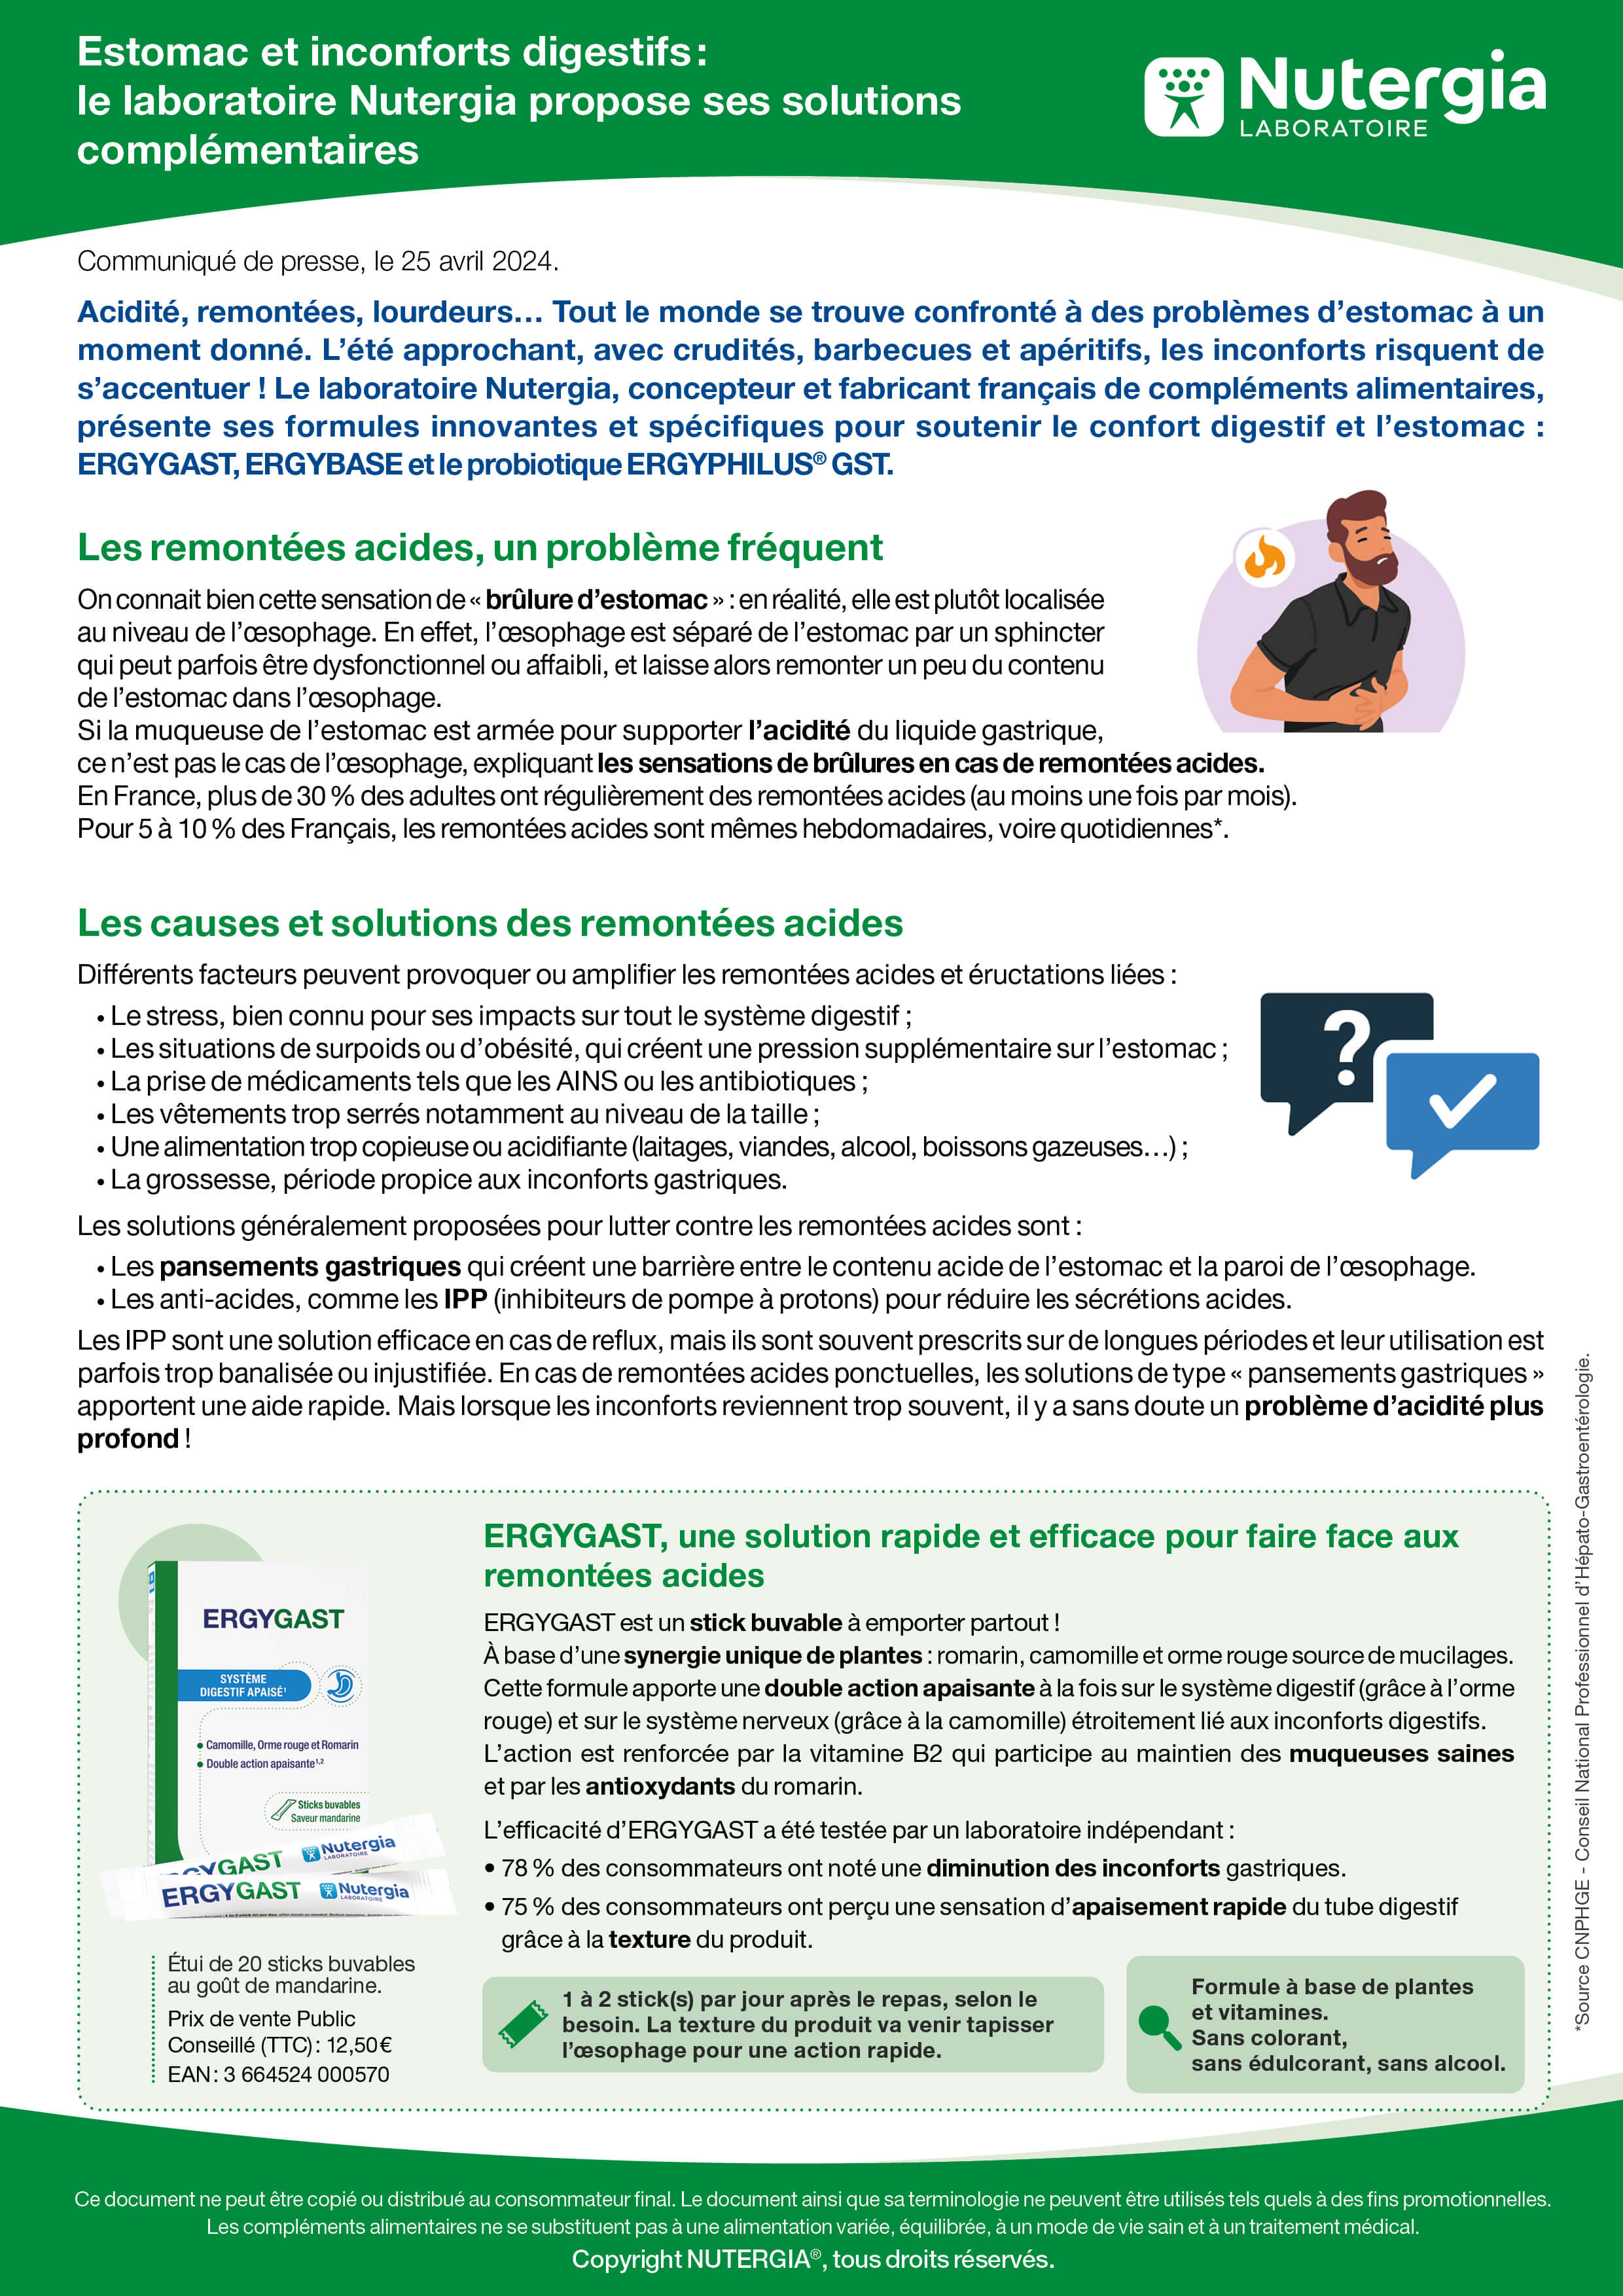 Estomac et inconforts digestifs :
le laboratoire Nutergia propose ses solutions
complémentaires
Nutergia
LABORATOIRE
Communiqué de presse, le 25 avril 2024.
Acidité, remontées, lourdeurs… Tout le monde se trouve confronté à des problèmes d’estomac à un
moment donné. L’été approchant, avec crudités, barbecues et apéritifs, les inconforts risquent de
s’accentuer ! Le laboratoire Nutergia, concepteur et fabricant français de compléments alimentaires,
présente ses formules innovantes et spécifiques pour soutenir le confort digestif et l’estomac :
ERGYGAST, ERGYBASE et le probiotique ERGYPHILUS® GST.
Les remontées acides, un problème fréquent
On connait bien cette sensation de « brûlure d’estomac » : en réalité, elle est plutôt localisée
au niveau de l’œsophage. En effet, l’œsophage est séparé de l’estomac par un sphincter
qui peut parfois être dysfonctionnel ou affaibli, et laisse alors remonter un peu du contenu
de l’estomac dans l’œsophage.
Si la muqueuse de l’estomac est armée pour supporter l’acidité du liquide gastrique,
ce n’est pas le cas de l’œsophage, expliquant les sensations de brûlures en cas de remontées acides.
En France, plus de 30 % des adultes ont régulièrement des remontées acides (au moins une fois par mois).
Pour 5 à 10 % des Français, les remontées acides sont mêmes hebdomadaires, voire quotidiennes*.
Les causes et solutions des remontées acides
Différents facteurs peuvent provoquer ou amplifier les remontées acides et éructations liées :
• Le stress, bien connu pour ses impacts sur tout le système digestif ;
• Les situations de surpoids ou d’obésité, qui créent une pression supplémentaire sur l’estomac ;
• La prise de médicaments tels que les AINS ou les antibiotiques ;
• Les vêtements trop serrés notamment au niveau de la taille ;
• Une alimentation trop copieuse ou acidifiante (laitages, viandes, alcool, boissons gazeuses…) ;
• La grossesse, période propice aux inconforts gastriques.
?
Les solutions généralement proposées pour lutter contre les remontées acides sont :
• Les pansements gastriques qui créent une barrière entre le contenu acide de l’estomac et la paroi de l’œsophage.
• Les anti-acides, comme les IPP (inhibiteurs de pompe à protons) pour réduire les sécrétions acides.
Les IPP sont une solution efficace en cas de reflux, mais ils sont souvent prescrits sur de longues périodes et leur utilisation est
parfois trop banalisée ou injustifiée. En cas de remontées acides ponctuelles, les solutions de type « pansements gastriques »
apportent une aide rapide. Mais lorsque les inconforts reviennent trop souvent, il y a sans doute un problème d’acidité plus
profond !
*Source CNPHGE - Conseil National Professionnel d’Hépato-Gastroentérologie.
ERGYGAST
SYSTÈME
DIGESTIF APAISÉ¹
• Camomille, Orme rouge et Romarin
• Double action apaisante¹,²
Sticks buvables
Saveur mandarine
GYGAST Nutergia
LABORATOIRE
ERGYGAST Nutergia
LABORATOIRE
Étui de 20 sticks buvables
au goût de mandarine.
Prix de vente Public
Conseillé (TTC) : 12,50 €
EAN : 3 664524 000570
ERGYGAST, une solution rapide et efficace pour faire face aux
remontées acides
ERGYGAST est un stick buvable à emporter partout !
À base d’une synergie unique de plantes : romarin, camomille et orme rouge source de mucilages.
Cette formule apporte une double action apaisante à la fois sur le système digestif (grâce à l’orme
rouge) et sur le système nerveux (grâce à la camomille) étroitement lié aux inconforts digestifs.
L’action est renforcée par la vitamine B2 qui participe au maintien des muqueuses saines
et par les antioxydants du romarin.
L’efficacité d’ERGYGAST a été testée par un laboratoire indépendant :
• 78 % des consommateurs ont noté une diminution des inconforts gastriques.
• 75 % des consommateurs ont perçu une sensation d’apaisement rapide du tube digestif
grâce à la texture du produit.
1 à 2 stick(s) par jour après le repas, selon le
besoin. La texture du produit va venir tapisser
l’œsophage pour une action rapide.
Formule à base de plantes
et vitamines.
Sans colorant,
sans édulcorant, sans alcool.
Ce document ne peut être copié ou distribué au consommateur final. Le document ainsi que sa terminologie ne peuvent être utilisés tels quels à des fins promotionnelles.
Les compléments alimentaires ne se substituent pas à une alimentation variée, équilibrée, à un mode de vie sain et à un traitement médical.
Copyright NUTERGIA®, tous droits réservés.